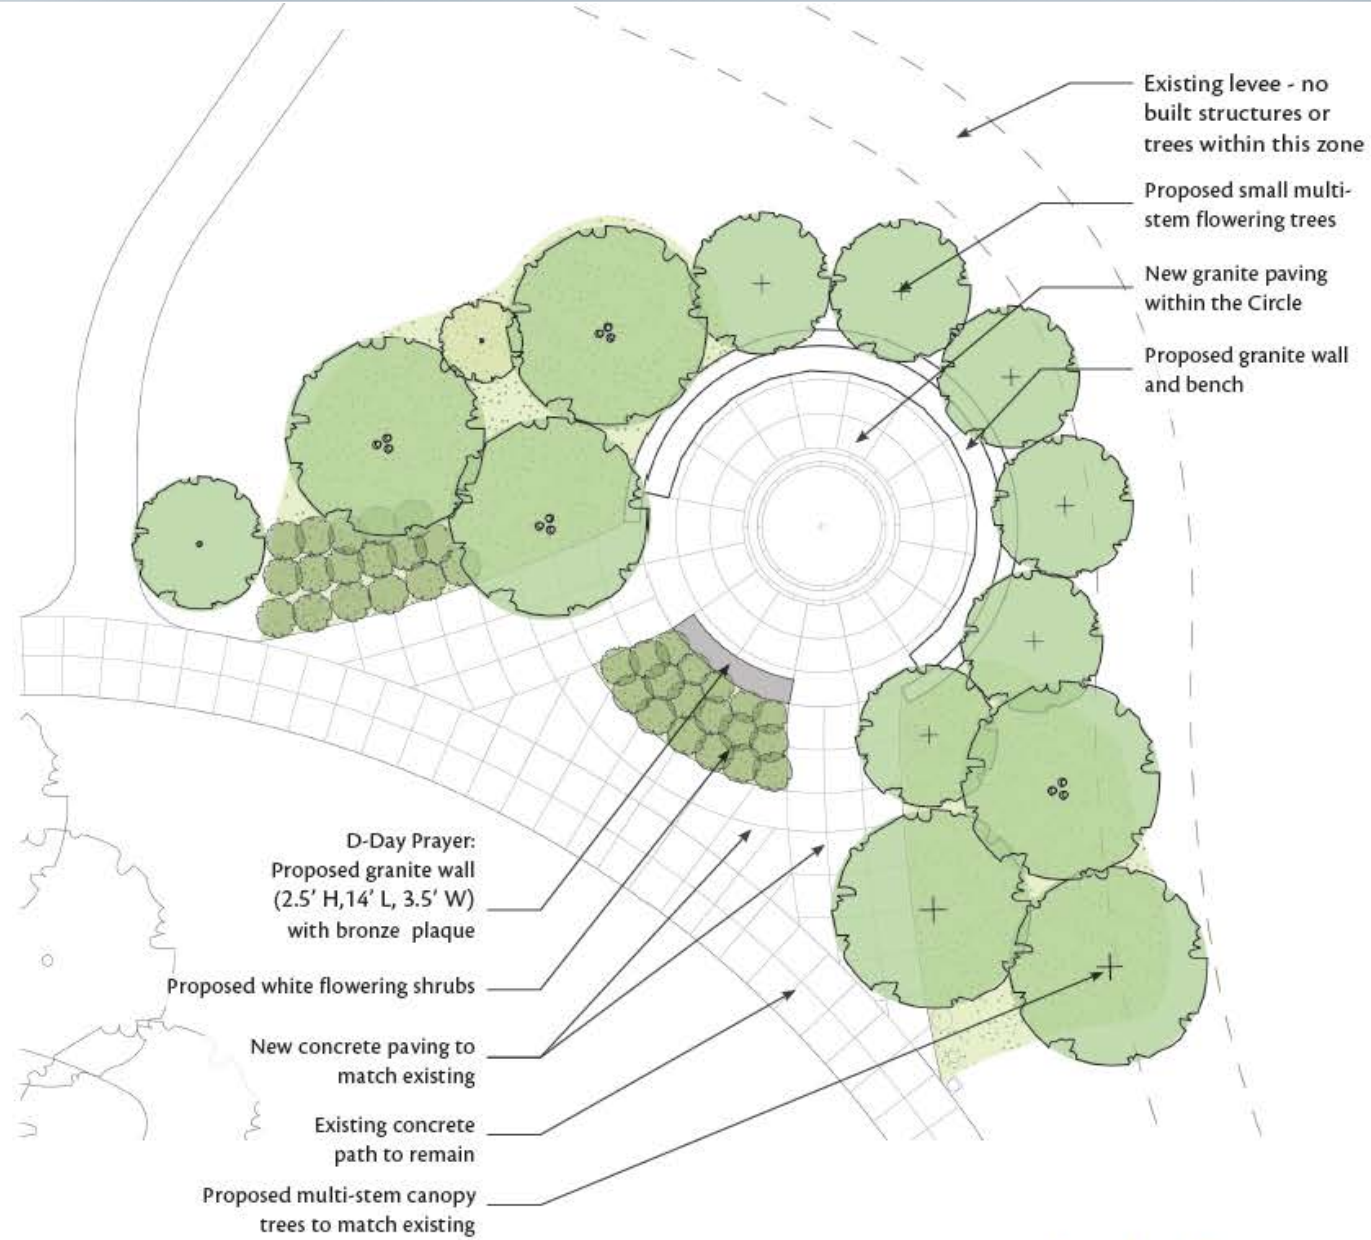 Existing levee - no
built structures or
trees within this zone
Proposed small multi-
stem flowering trees
New granite paving
within the Circle
Proposed granite wall
and bench
D-Day Prayer:
Proposed granite wall
(2.5’ H,14’ L, 3.5’ W)
with bronze plaque
Proposed white flowering shrubs
New concrete paving to
match existing
Existing concrete
path to remain
Proposed multi-stem canopy
trees to match existing